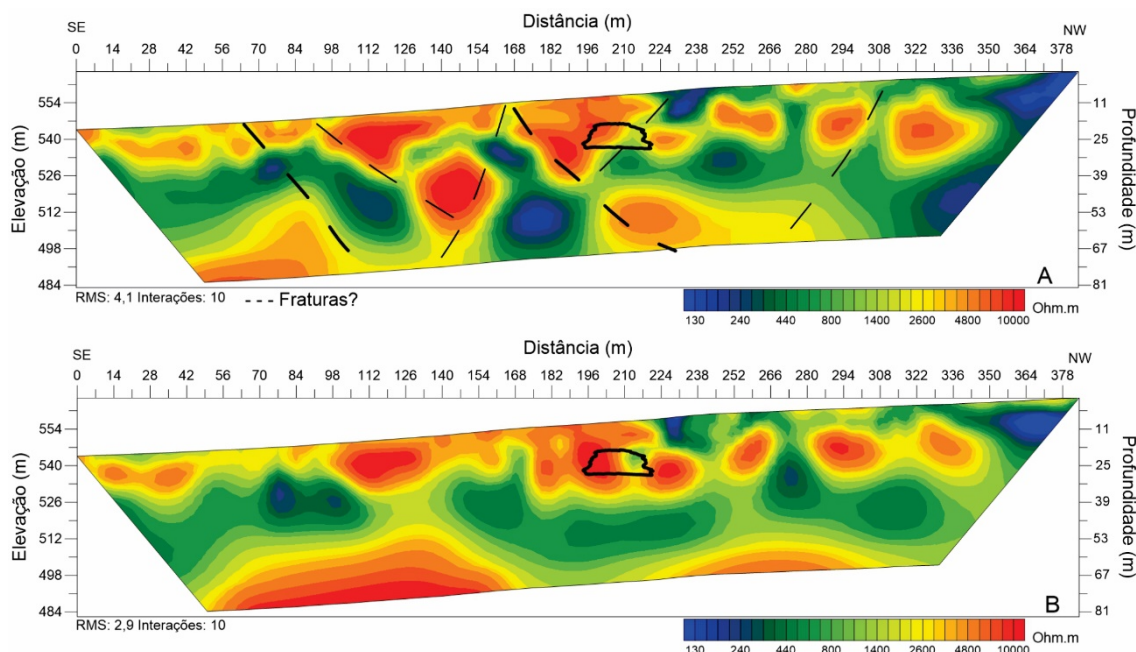 Distância (m)
SE NW
0 14 28 42 56 70 84 98 112 126 140 154 168 182 196 210 224 238 252 266 280 294 308 322 336 350 364 378
Elevação (m)
554
540
526
512
498
484
Profundidade (m)
11
25
39
53
67
81
A
RMS: 4,1 Interações: 10 --- Fraturas?
130 240 440 800 1400 2600 4800 10000 Ohm.m
Distância (m)
SE NW
0 14 28 42 56 70 84 98 112 126 140 154 168 182 196 210 224 238 252 266 280 294 308 322 336 350 364 378
Elevação (m)
554
540
526
512
498
484
Profundidade (m)
11
25
39
53
67
81
B
RMS: 2,9 Interações: 10
130 240 440 800 1400 2600 4800 10000 Ohm.m